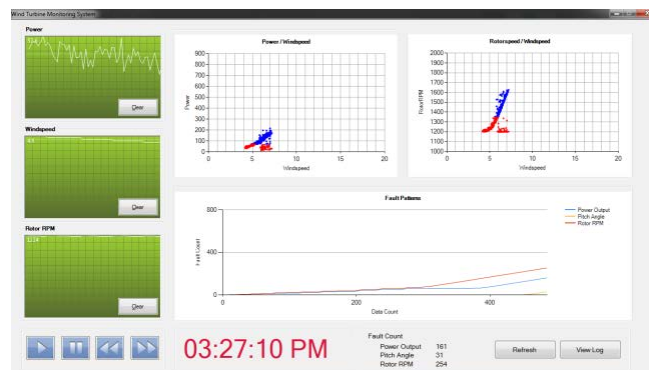 Wind Turbine Monitoring System
Power
Clear
Windspeed
Clear
Rotor RPM
1224
Clear
Power / Windspeed
900
800
700
600
500
400
300
200
100
0
0 5 10 15 20
Power
Windspeed
Rotorspeed / Windspeed
2000
1900
1800
1700
1600
1500
1400
1300
1200
1100
1000
0 5 10 15 20
RotorRPM
Windspeed
Fault Patterns
800
400
0
0 200 400
Fault Count
Data Count
Power Output
Pitch Angle
Rotor RPM
03:27:10 PM
Fault Count
Power Output 161
Pitch Angle 31
Rotor RPM 254
Refresh
View Log